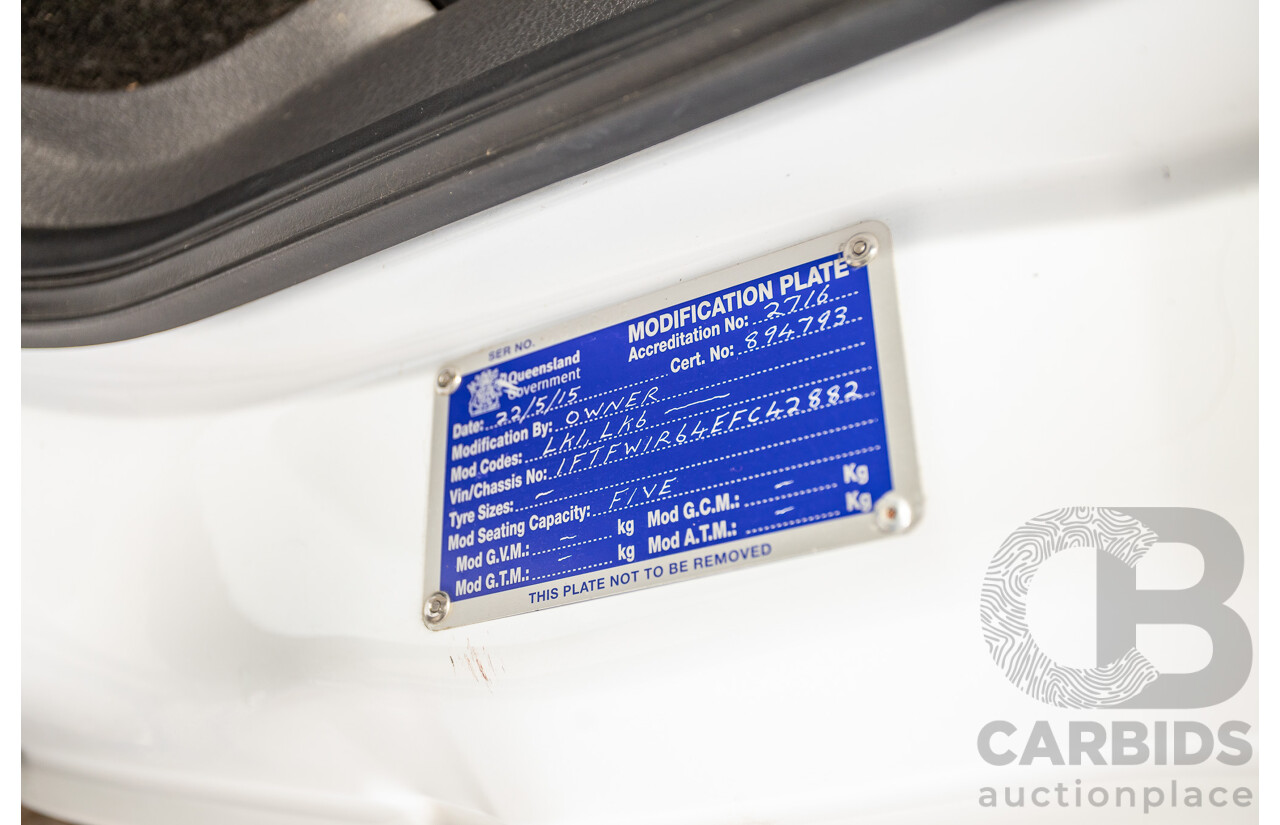 SER NO.
MODIFICATION PLATE
Queensland
Government
Accreditation No: 2716
Cert. No: 894793
Date: 22/5/15
Modification By: OWNER
Mod Codes: LK1, LK6
Vin/Chassis No: 1FTFW1R64EFC42882
Tyre Sizes: –
Mod Seating Capacity: FIVE
Mod G.V.M.: – kg Mod G.C.M.: – Kg
Mod G.T.M.: – kg Mod A.T.M.: – Kg
THIS PLATE NOT TO BE REMOVED
CB
CARBIDS
auctionplace